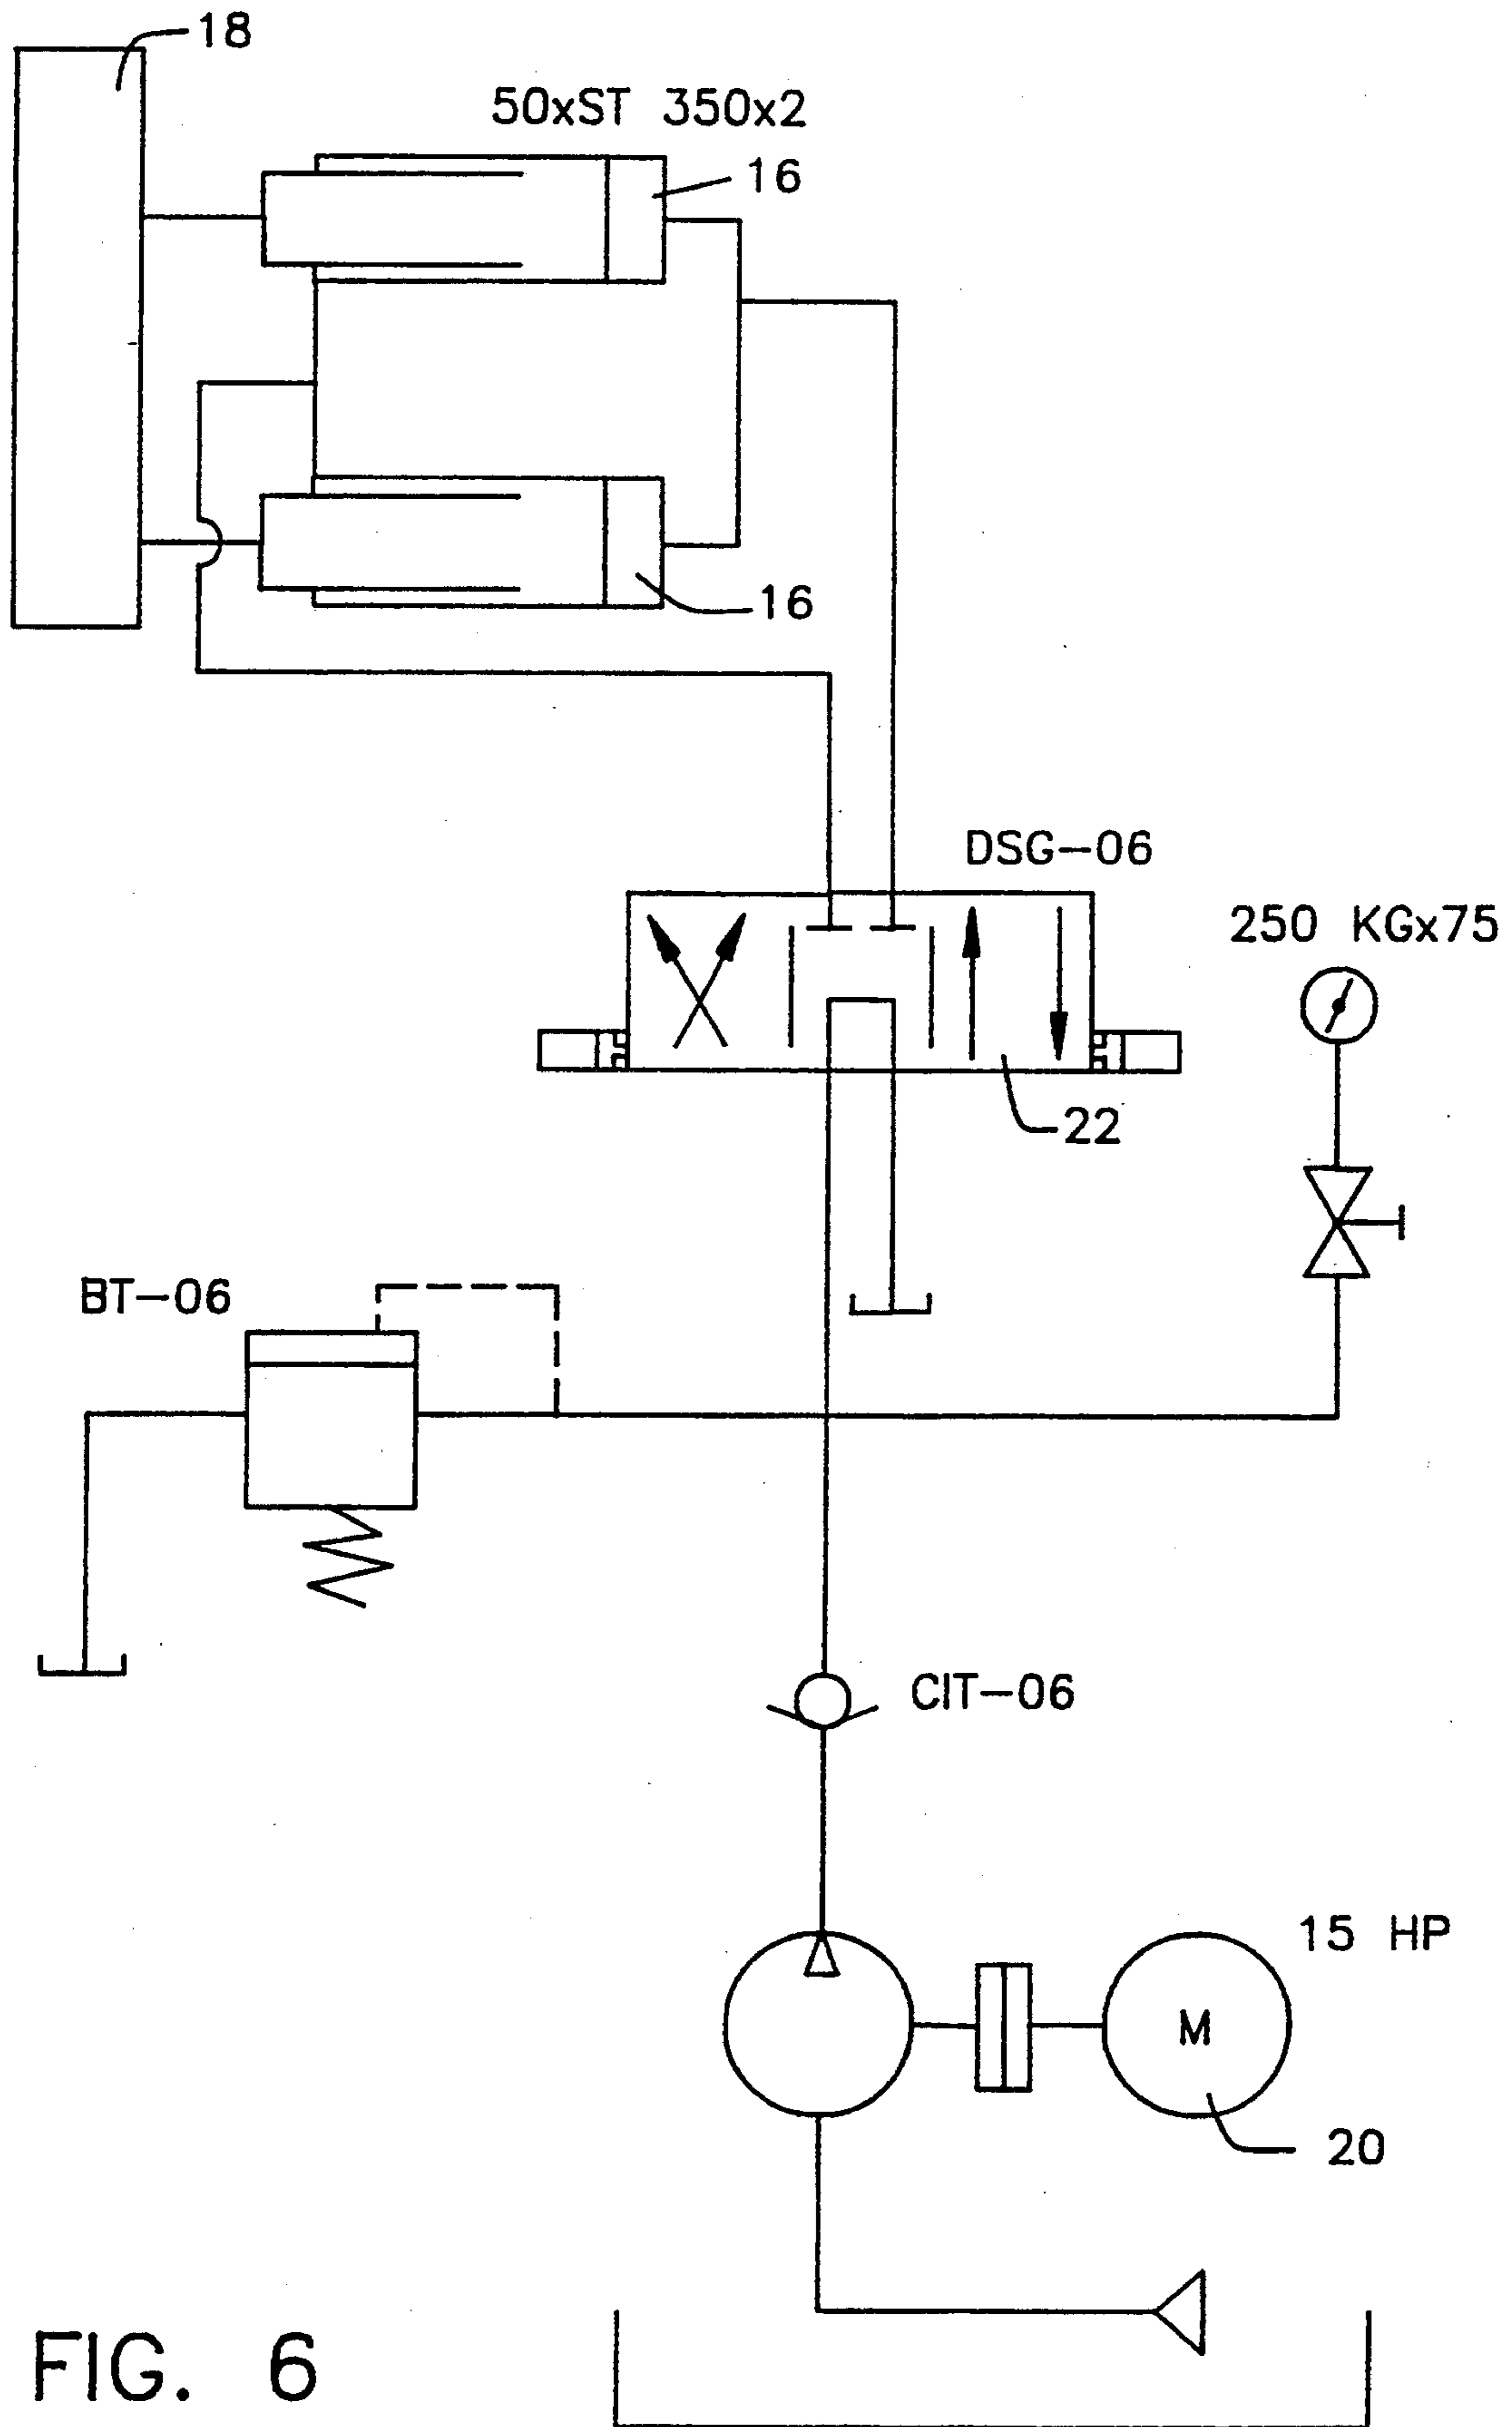 18
50xST 350x2
16
16
DSG-06
250 KGx75
22
BT-06
CIT-06
15 HP
M
20
FIG. 6